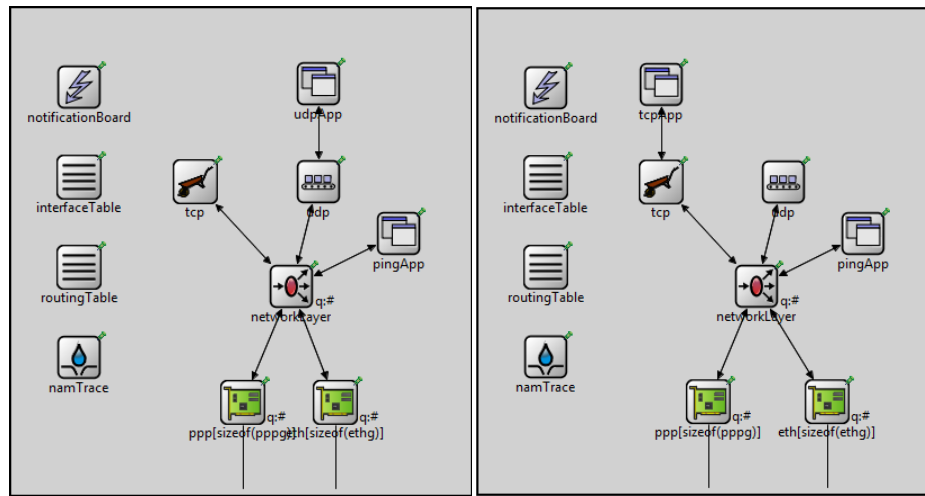 udpApp
notificationBoard
tcp
udp
interfaceTable
pingApp
routingTable
q:#
networkLayer
namTrace
q:#
q:#
ppp[sizeof(pppg)]
eth[sizeof(ethg)]
tcpApp
notificationBoard
tcp
udp
interfaceTable
pingApp
routingTable
q:#
networkLayer
namTrace
q:#
q:#
ppp[sizeof(pppg)]
eth[sizeof(ethg)]